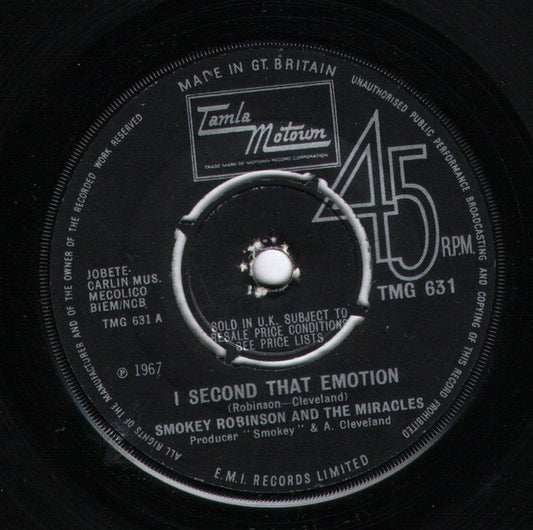 MADE IN GT. BRITAIN
UNAUTHORISED PUBLIC PERFORMANCE BROADCASTING AND COPYING OF THIS RECORD PROHIBITED
ALL RIGHTS OF THE MANUFACTURER AND OF THE OWNER OF THE RECORDED WORK RESERVED
Tamla
Motown
TRADE MARK OF MOTOWN RECORD CORPORATION
45
R.P.M.
TMG 631
JOBETE-
CARLIN MUS.
MECOLICO
BIEM/NCB
TMG 631 A
SOLD IN U.K. SUBJECT TO
RESALE PRICE CONDITIONS
SEE PRICE LISTS
℗ 1967
I SECOND THAT EMOTION
(Robinson—Cleveland)
SMOKEY ROBINSON AND THE MIRACLES
Producer "Smokey" & A. Cleveland
E.M.I. RECORDS LIMITED